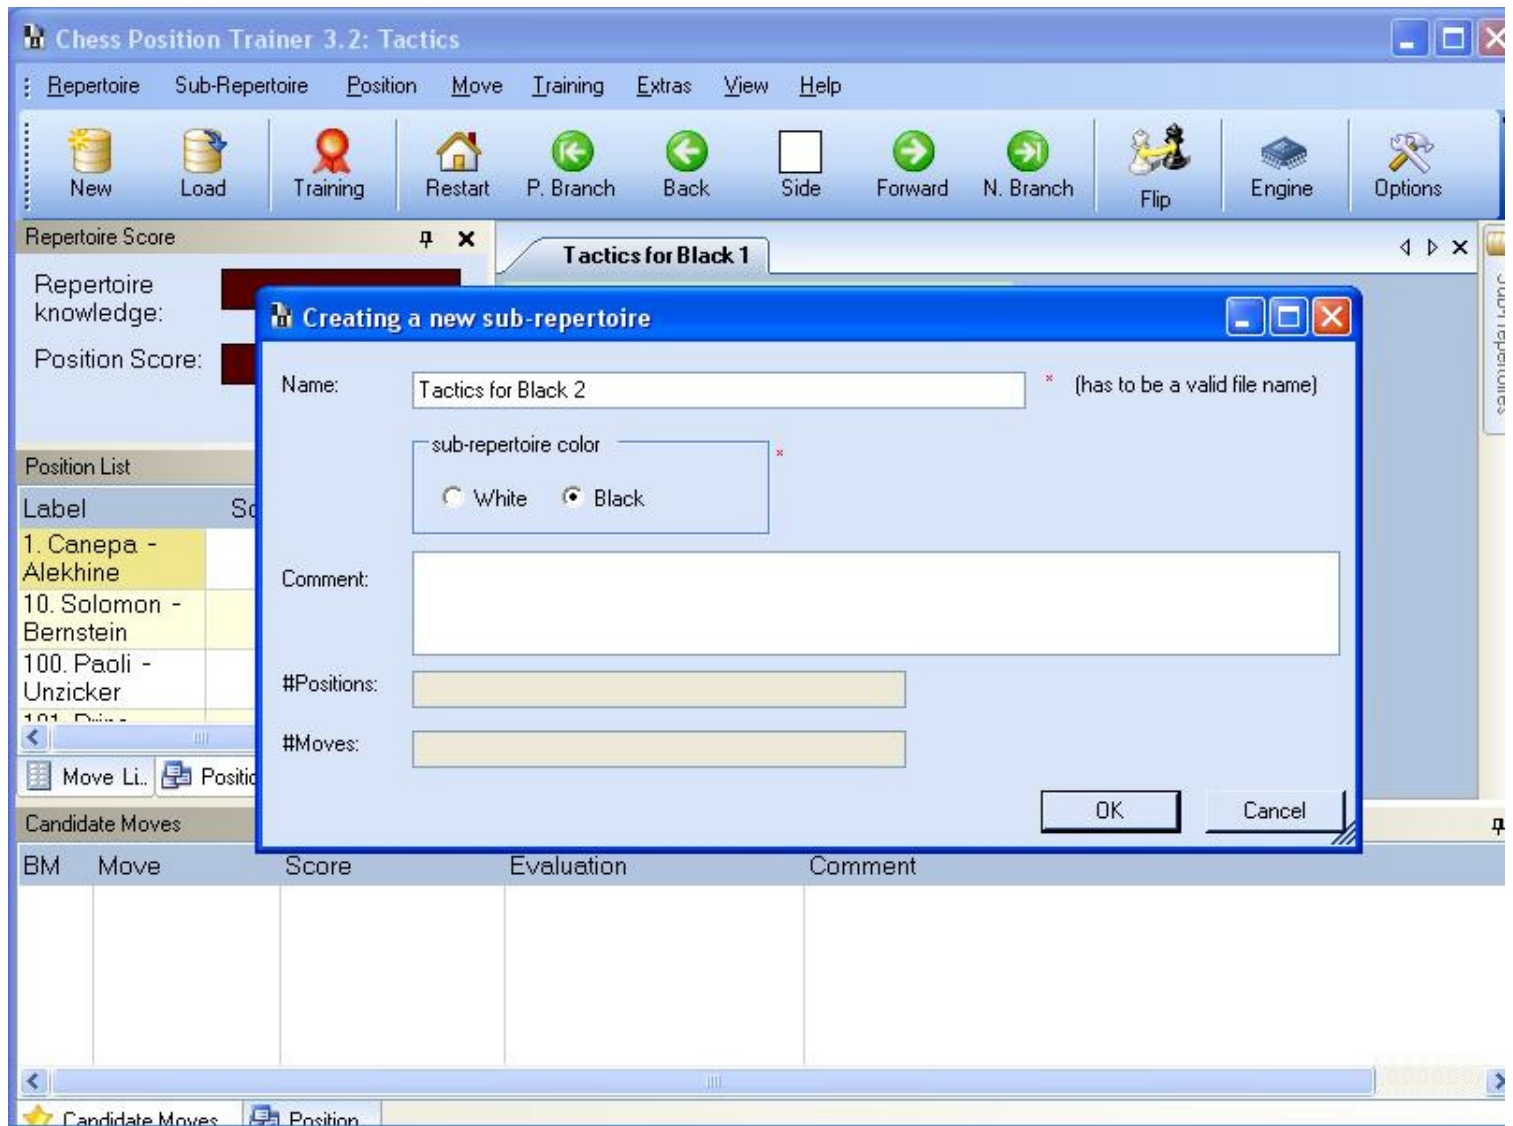 Chess Position Trainer 3.2: Tactics
Repertoire Sub-Repertoire Position Move Training Extras View Help
New Load Training Restart P. Branch Back Side Forward N. Branch Flip Engine Options
Repertoire Score
Tactics for Black 1
Repertoire
knowledge:
Position Score:
Creating a new sub-repertoire
Name: Tactics for Black 2 * (has to be a valid file name)
sub-repertoire color *
White Black
Comment:
#Positions:
#Moves:
OK Cancel
Position List
Label
1. Canepa -
Alekhine
10. Solomon -
Bernstein
100. Paoli -
Unzicker
Move Li..
Candidate Moves
BM Move Score Evaluation Comment
Candidate Moves Position